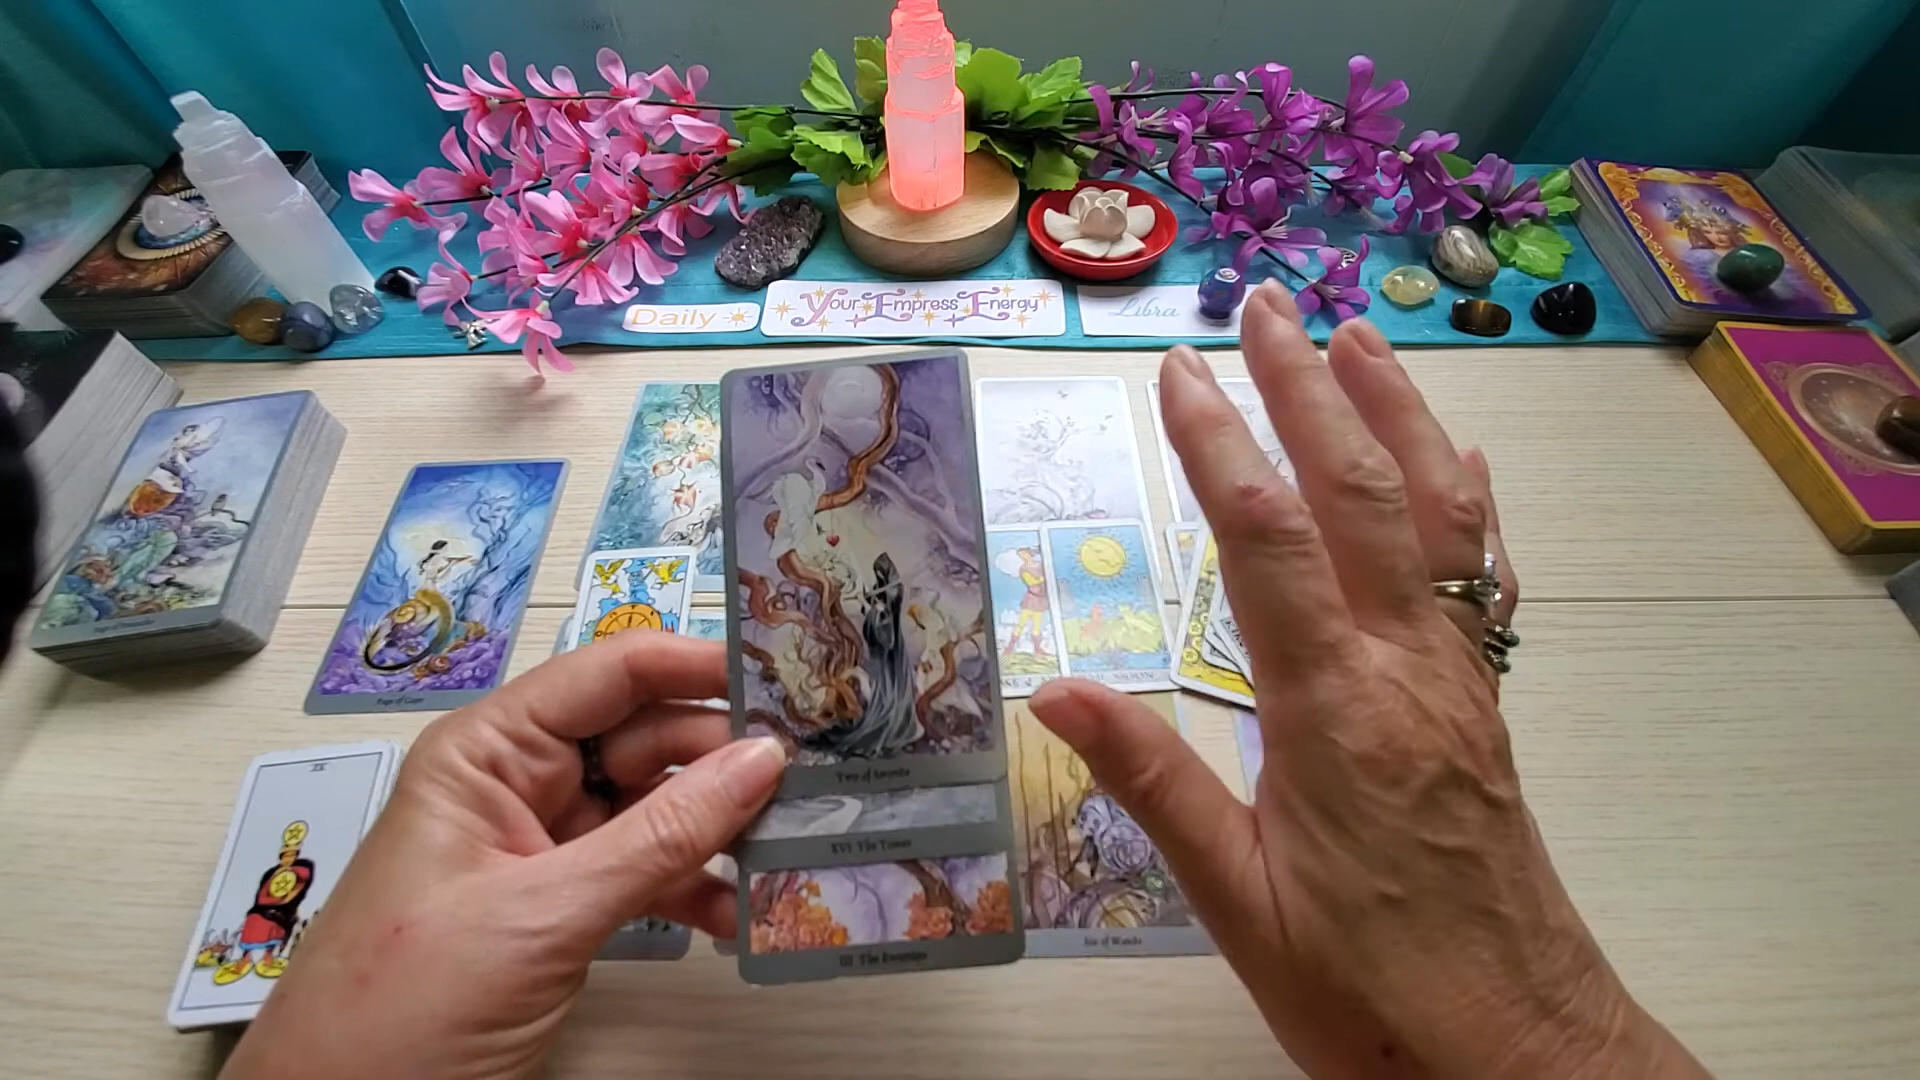 Daily
Your Empress Energy
Libra
Page of Cups
Two of Swords
XVI The Tower
III The Empress
Six of Wands
MOON